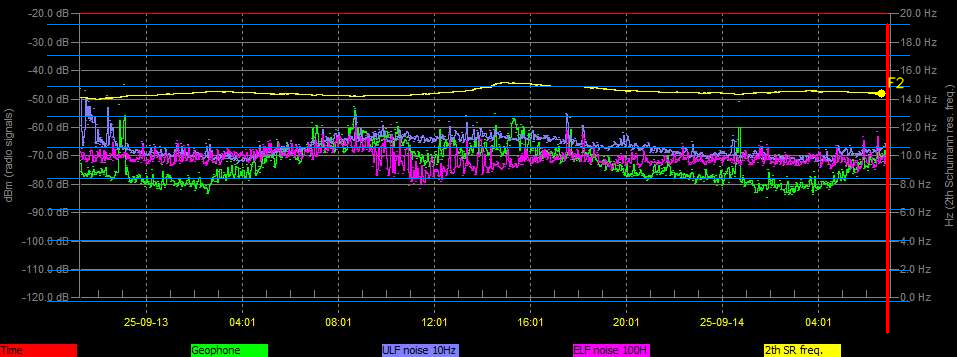 -20.0 dB
20.0 Hz
-30.0 dB
18.0 Hz
-40.0 dB
16.0 Hz
F2
-50.0 dB
14.0 Hz
-60.0 dB
12.0 Hz
-70.0 dB
10.0 Hz
-80.0 dB
8.0 Hz
-90.0 dB
6.0 Hz
-100.0 dB
4.0 Hz
-110.0 dB
2.0 Hz
-120.0 dB
0.0 Hz
dBm (radio signals)
Hz (2th Schumann res. freq.)
25-09-13 04:01 08:01 12:01 16:01 20:01 25-09-14 04:01
Time Geophone ULF noise 10Hz ELF noise 100H 2th SR freq.